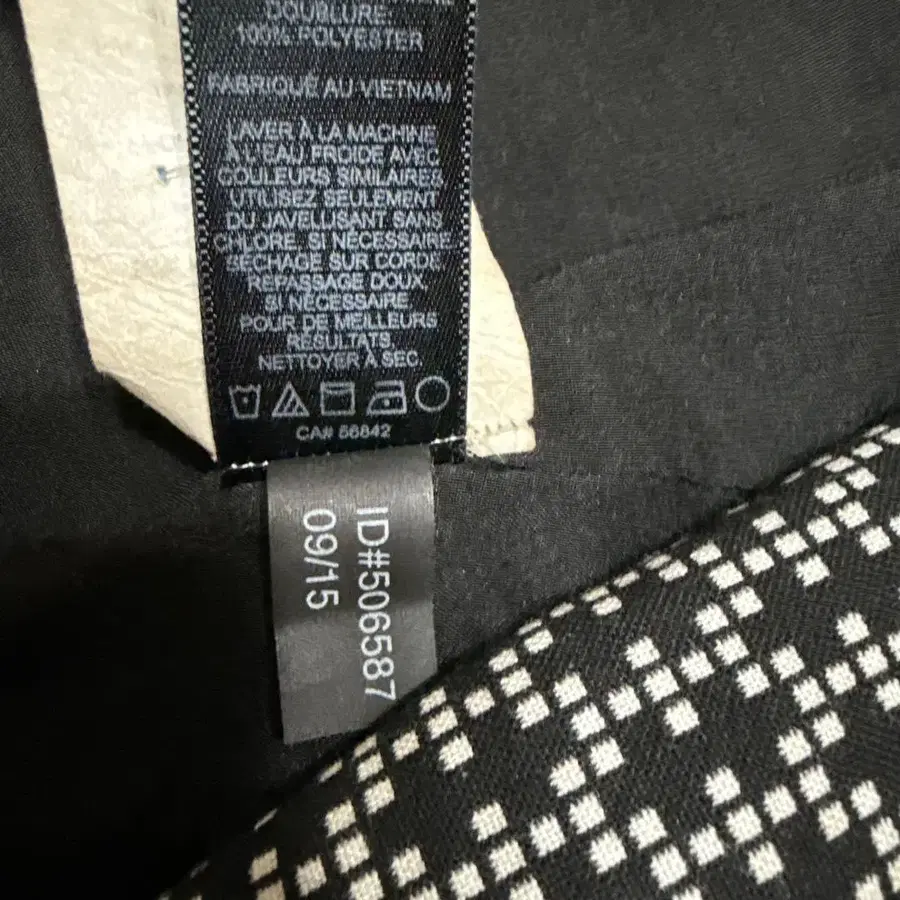 DOUBLURE:
100% POLYESTER
FABRIQUÉ AU VIETNAM
LAVER À LA MACHINE
À L'EAU FROIDE AVEC
COULEURS SIMILAIREZ
UTILISEZ SEULEMENT
DU JAVELLISANT SANS
CHLORE, SI NÉCESSAIRE
SÉCHAGE SUR CORDE
REPASSAGE DOUX
SI NÉCESSAIRE.
POUR DE MEILLEURS
RÉSULTATS,
NETTOYER À SEC.
CA# 56842
ID#506587
09/15